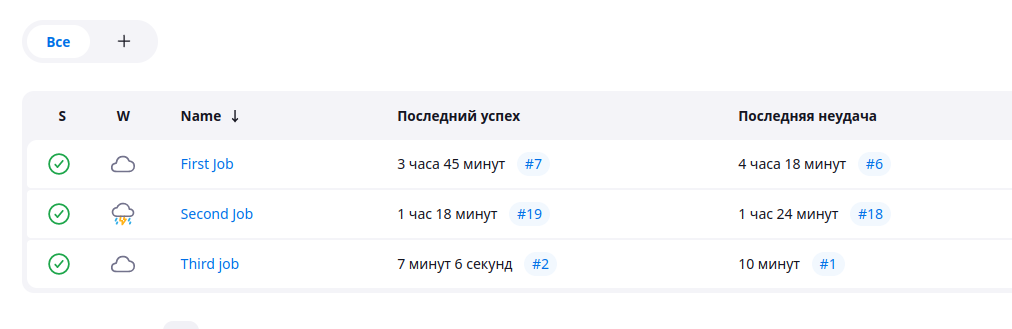 Все +
S W Name ↓ Последний успех Последняя неудача
First Job 3 часа 45 минут #7 4 часа 18 минут #6
Second Job 1 час 18 минут #19 1 час 24 минут #18
Third job 7 минут 6 секунд #2 10 минут #1